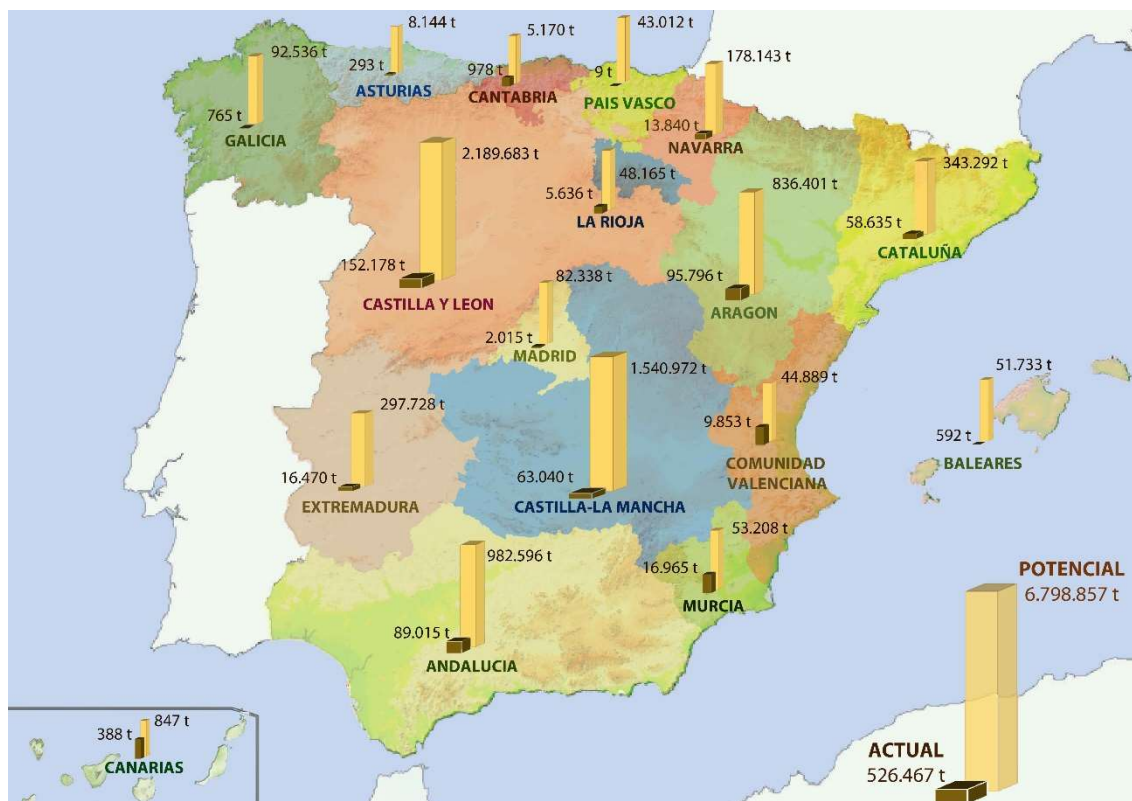 8.144 t
293 t
ASTURIAS
5.170 t
978 t
CANTABRIA
43.012 t
9 t
PAIS VASCO
178.143 t
13.840 t
NAVARRA
92.536 t
765 t
GALICIA
2.189.683 t
152.178 t
CASTILLA Y LEON
48.165 t
5.636 t
LA RIOJA
836.401 t
95.796 t
ARAGON
343.292 t
58.635 t
CATALUÑA
82.338 t
2.015 t
MADRID
1.540.972 t
63.040 t
CASTILLA-LA MANCHA
44.889 t
9.853 t
COMUNIDAD
VALENCIANA
51.733 t
592 t
BALEARES
297.728 t
16.470 t
EXTREMADURA
982.596 t
89.015 t
ANDALUCIA
53.208 t
16.965 t
MURCIA
847 t
388 t
CANARIAS
POTENCIAL
6.798.857 t
ACTUAL
526.467 t